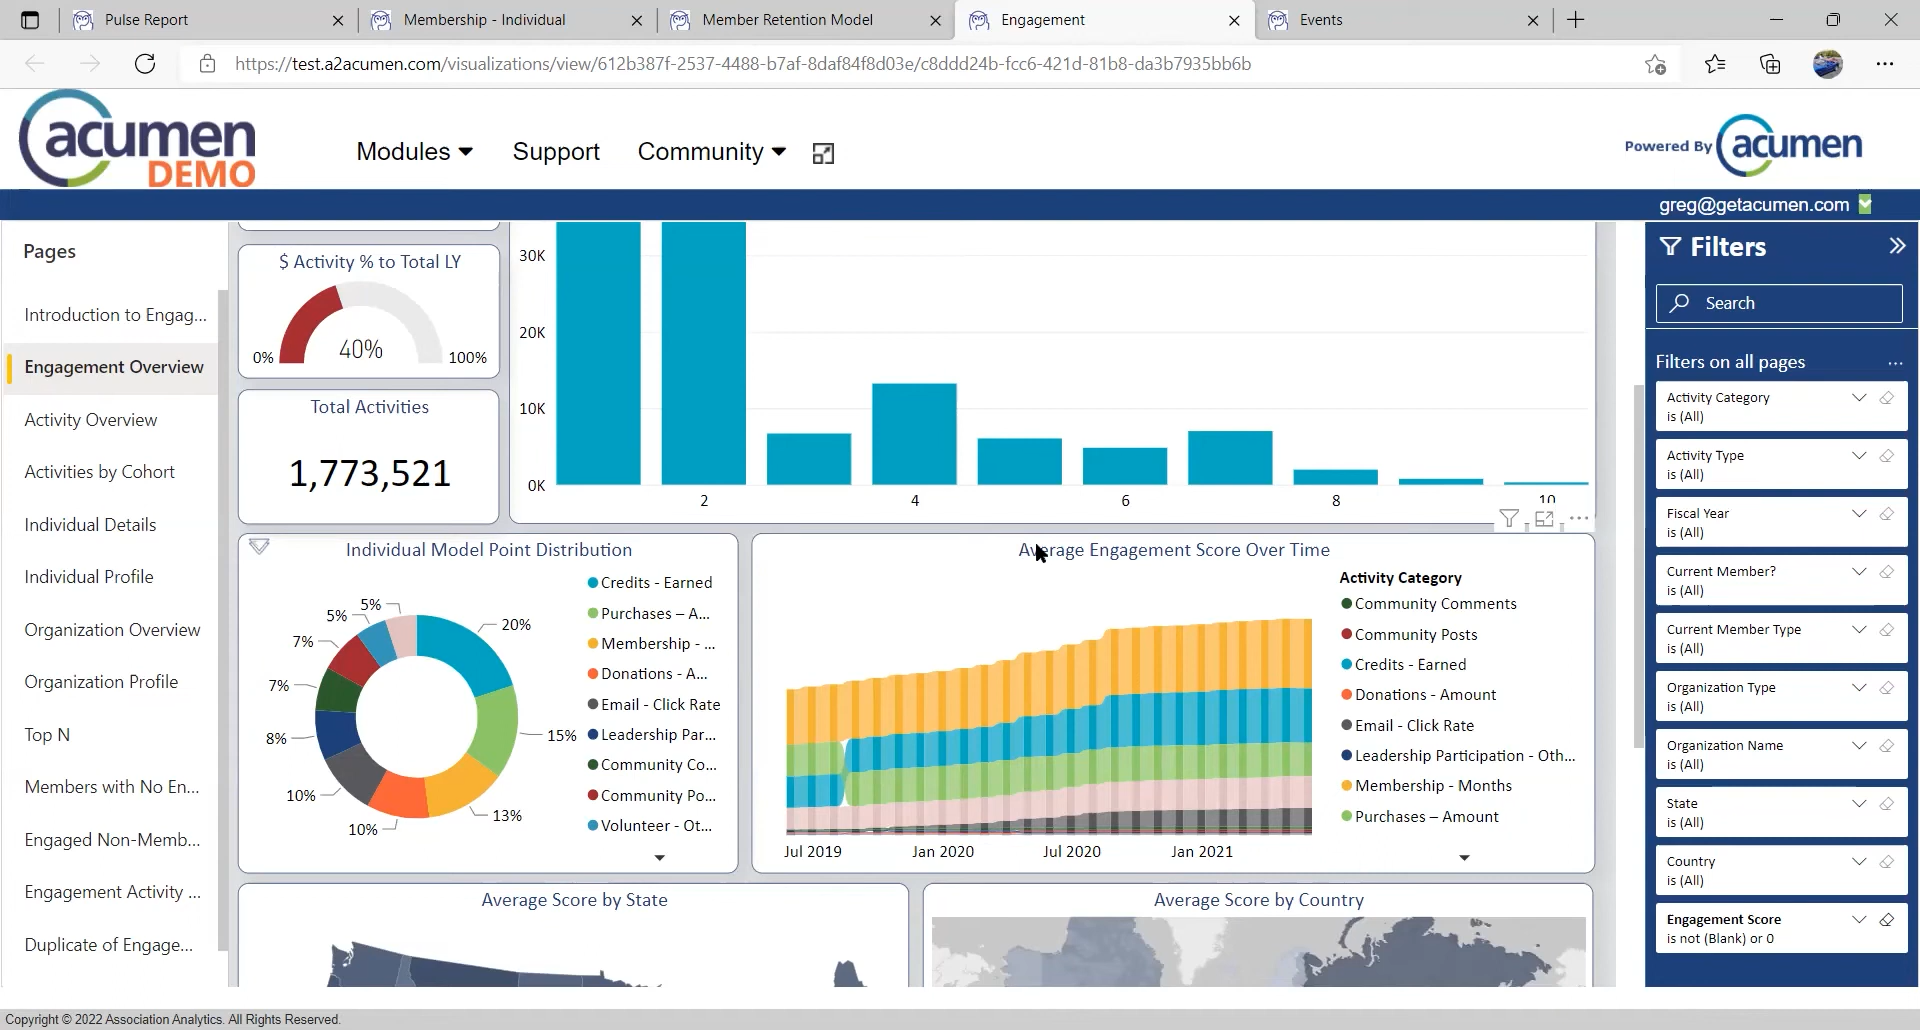 Pulse Report
Membership - Individual
Member Retention Model
Engagement
Events
https://test.a2acumen.com/visualizations/view/612b387f-2537-4488-b7af-8daf84f8d03e/c8ddd24b-fcc6-421d-81b8-da3b7935bb6b
acumen
DEMO
Modules
Support
Community
Powered By acumen
greg@getacumen.com
Pages
Introduction to Engag...
Engagement Overview
Activity Overview
Activities by Cohort
Individual Details
Individual Profile
Organization Overview
Organization Profile
Top N
Members with No En...
Engaged Non-Memb...
Engagement Activity ...
Duplicate of Engage...
$ Activity % to Total LY
0%
40%
100%
Total Activities
1,773,521
30K
20K
10K
0K
2
4
6
8
10
Individual Model Point Distribution
20%
15%
13%
10%
10%
8%
7%
7%
5%
5%
Credits - Earned
Purchases – A...
Membership - ...
Donations - A...
Email - Click Rate
Leadership Par...
Community Co...
Community Po...
Volunteer - Ot...
Average Engagement Score Over Time
Jul 2019
Jan 2020
Jul 2020
Jan 2021
Activity Category
Community Comments
Community Posts
Credits - Earned
Donations - Amount
Email - Click Rate
Leadership Participation - Oth...
Membership - Months
Purchases – Amount
Average Score by State
Average Score by Country
Filters
Search
Filters on all pages
Activity Category
is (All)
Activity Type
is (All)
Fiscal Year
is (All)
Current Member?
is (All)
Current Member Type
is (All)
Organization Type
is (All)
Organization Name
is (All)
State
is (All)
Country
is (All)
Engagement Score
is not (Blank) or 0
Copyright © 2022 Association Analytics. All Rights Reserved.